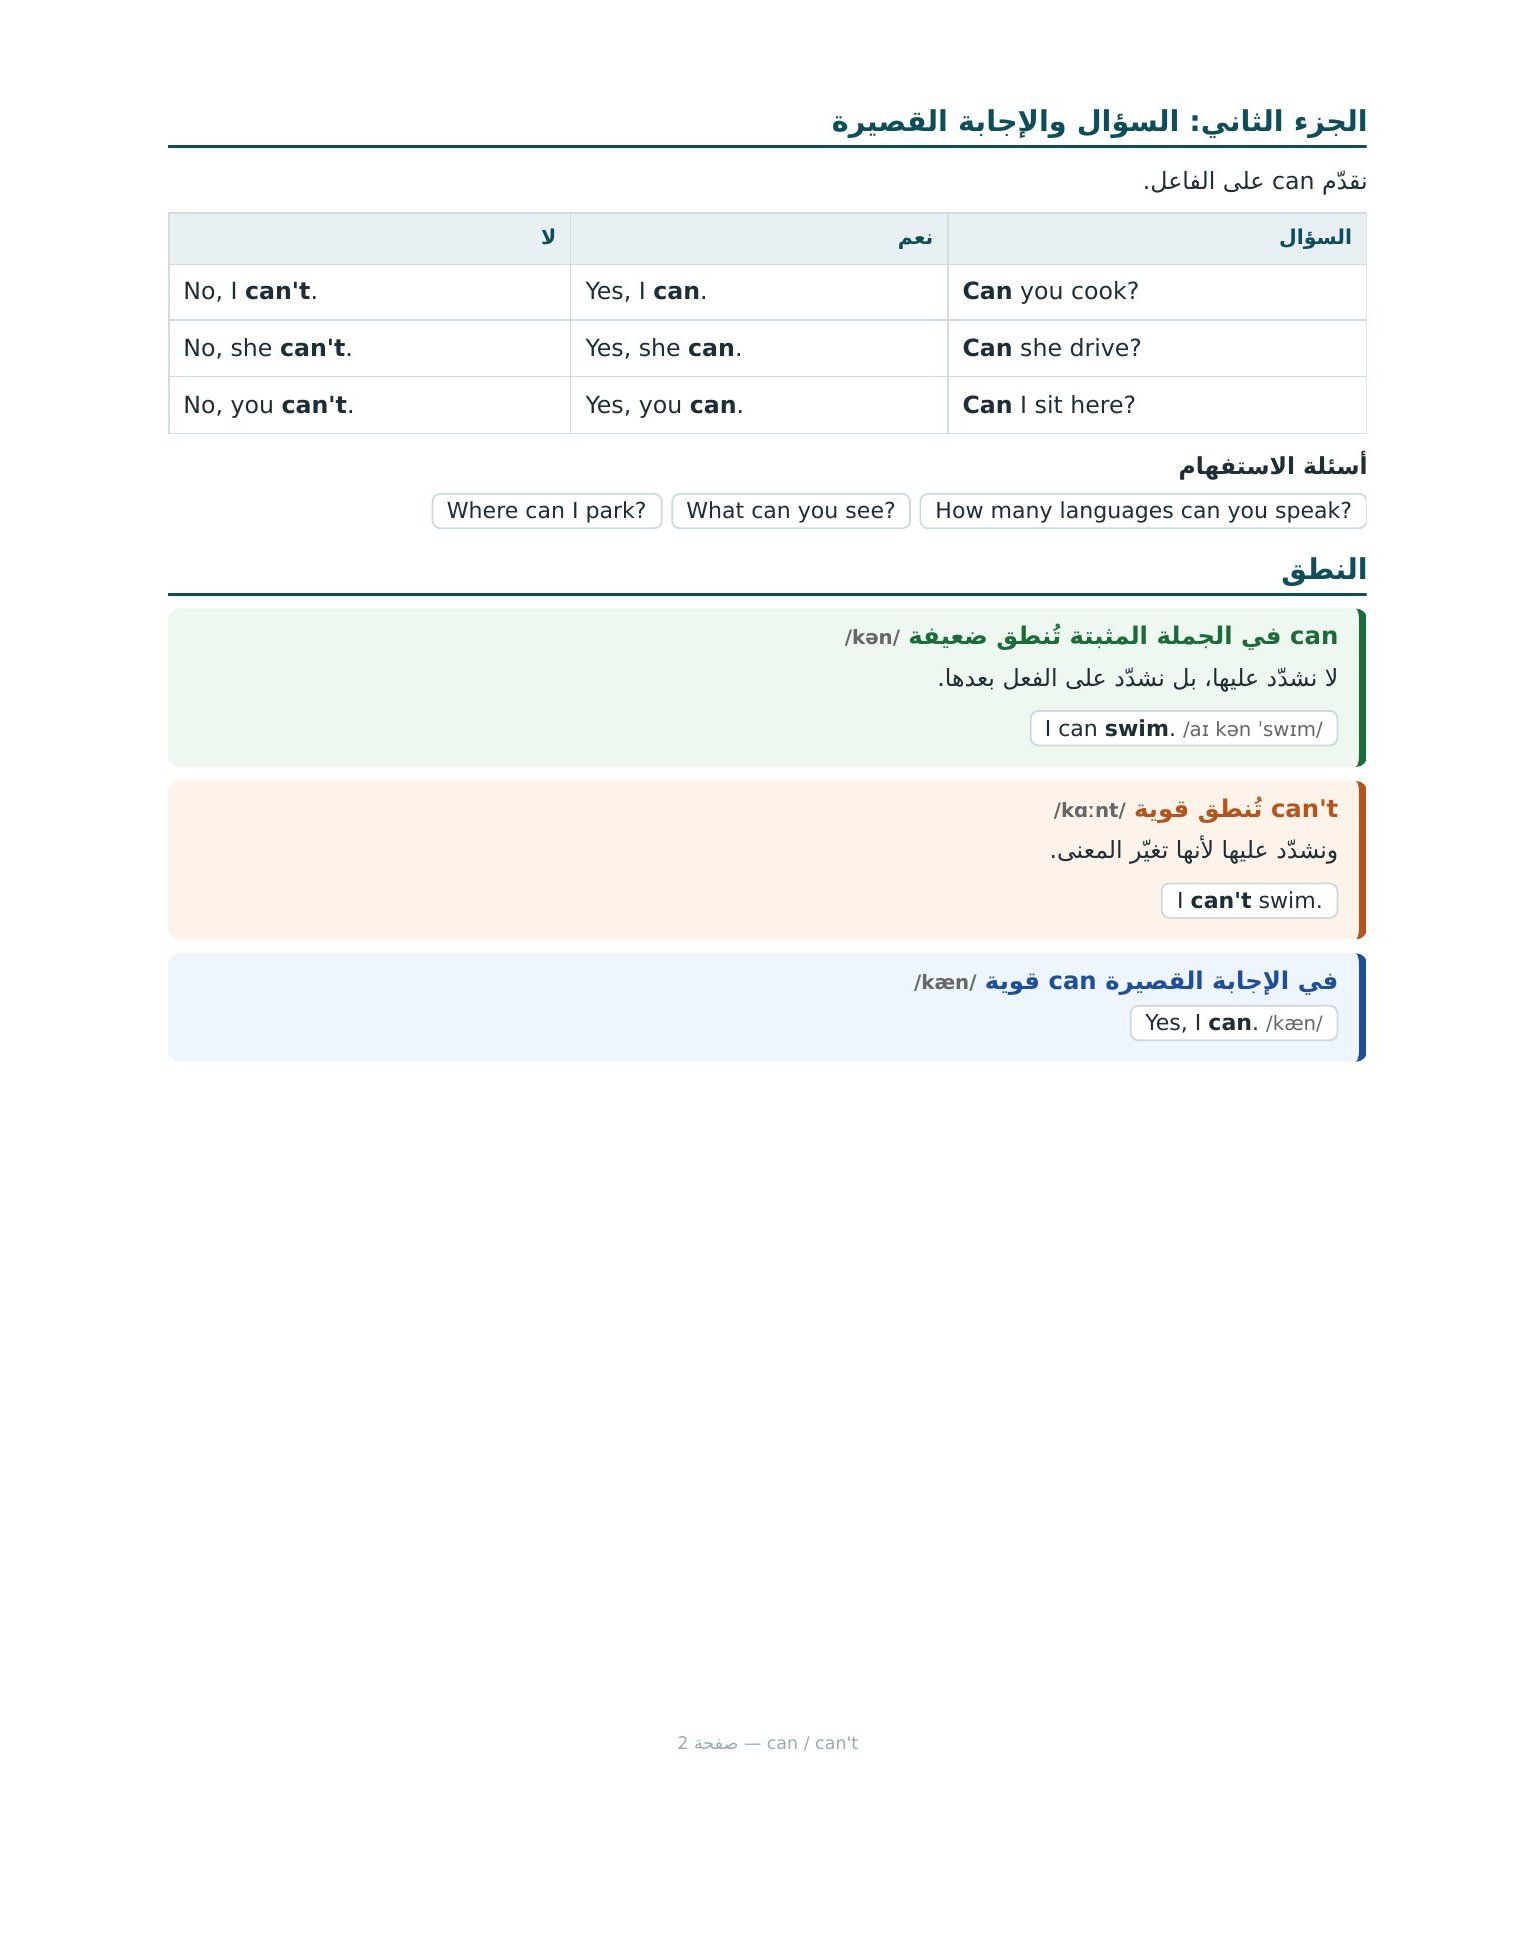 الجزء الثاني: السؤال والإجابة القصيرة
نقدّم can على الفاعل.
السؤال نعم لا
Can you cook? Yes, I can. No, I can't.
Can she drive? Yes, she can. No, she can't.
Can I sit here? Yes, you can. No, you can't.
أسئلة الاستفهام
How many languages can you speak? What can you see? Where can I park?
النطق
can في الجملة المثبتة تُنطق ضعيفة /kən/
لا نشدّد عليها، بل نشدّد على الفعل بعدها.
I can swim. /aɪ kən ˈswɪm/
can't تُنطق قوية /kɑːnt/
ونشدّد عليها لأنها تغيّر المعنى.
I can't swim.
في الإجابة القصيرة can قوية /kæn/
Yes, I can. /kæn/
can / can't — صفحة 2